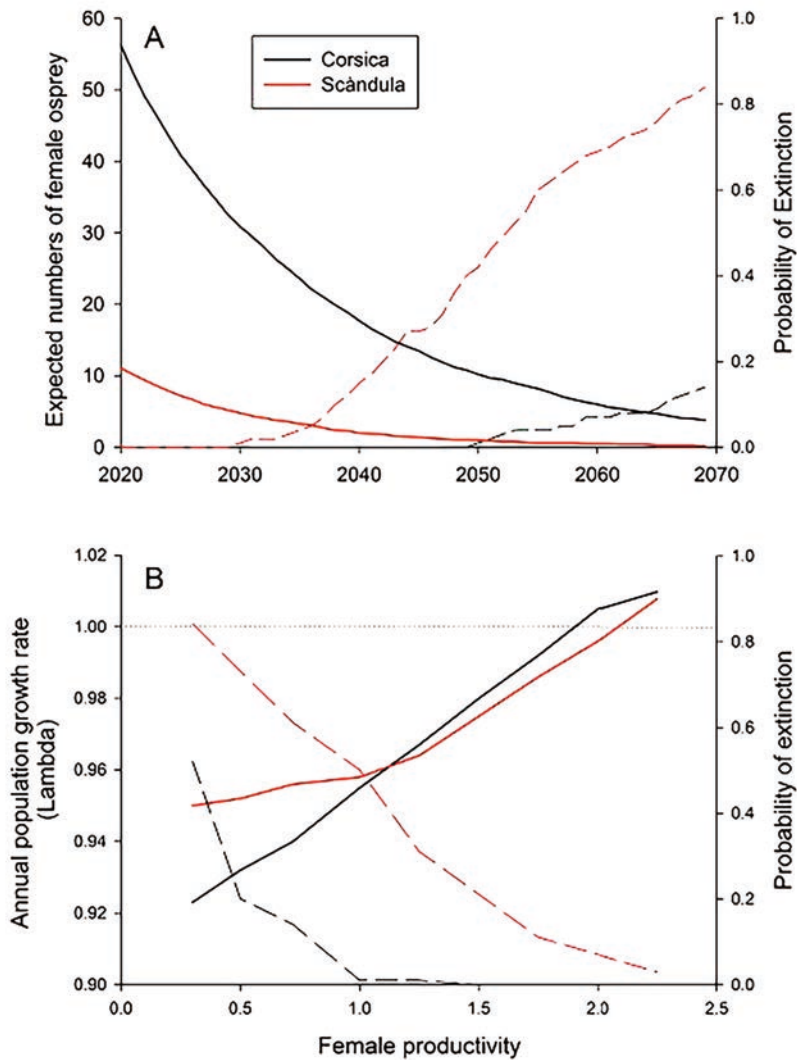 A
Corsica
Scàndula
Expected numbers of female osprey
60
50
40
30
20
10
0
1.0
0.8
0.6
0.4
0.2
0.0
Probability of Extinction
2020 2030 2040 2050 2060 2070
B
Annual population growth rate
(Lambda)
1.02
1.00
0.98
0.96
0.94
0.92
0.90
1.0
0.8
0.6
0.4
0.2
0.0
Probability of extinction
0.0 0.5 1.0 1.5 2.0 2.5
Female productivity